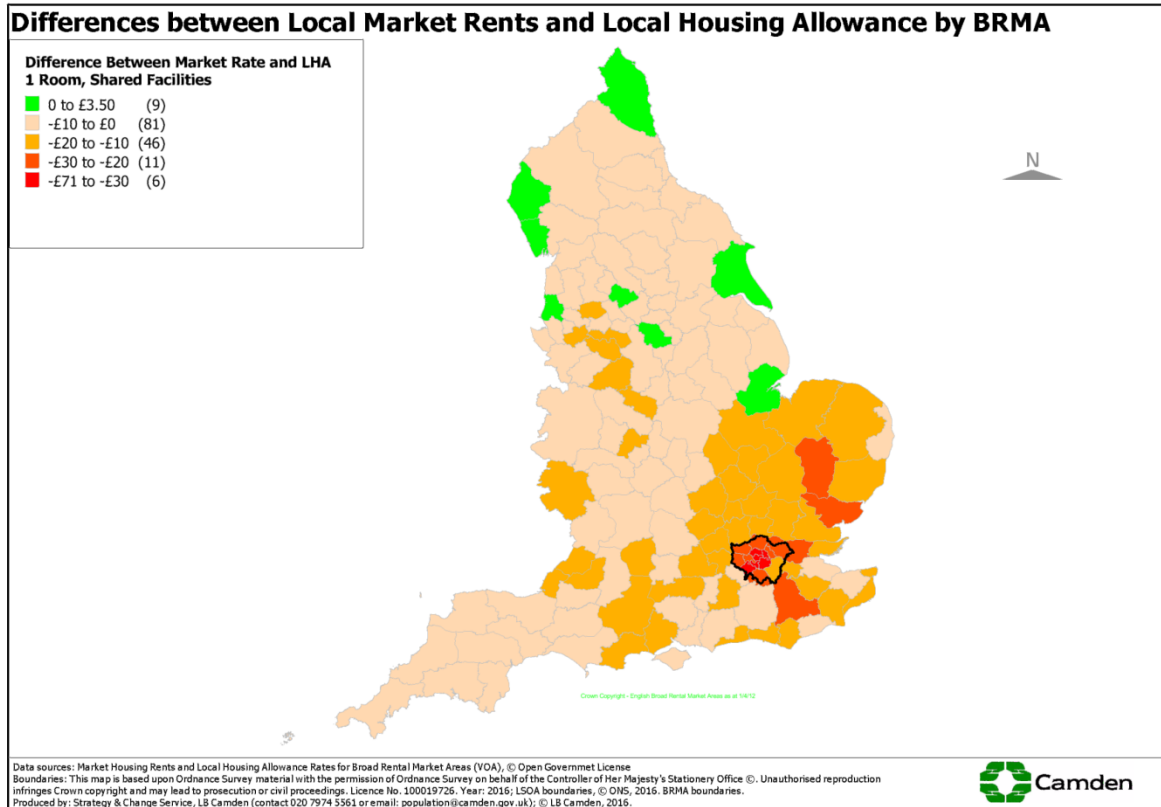 Differences between Local Market Rents and Local Housing Allowance by BRMA
Difference Between Market Rate and LHA
1 Room, Shared Facilities
0 to £3.50 (9)
-£10 to £0 (81)
-£20 to -£10 (46)
-£30 to -£20 (11)
-£71 to -£30 (6)
N
Crown Copyright - English Broad Rental Market Areas as at 1/4/12
Data sources: Market Housing Rents and Local Housing Allowance Rates for Broad Rental Market Areas (VOA), © Open Governmet License
Boundaries: This map is based upon Ordnance Survey material with the permission of Ordnance Survey on behalf of the Controller of Her Majesty's Stationery Office ©. Unauthorised reproduction
infringes Crown copyright and may lead to prosecution or civil proceedings. Licence No. 100019726. Year: 2016; LSOA boundaries, © ONS, 2016. BRMA boundaries.
Produced by: Strategy & Change Service, LB Camden (contact 020 7974 5561 or email: population@camden.gov.uk); © LB Camden, 2016.
Camden